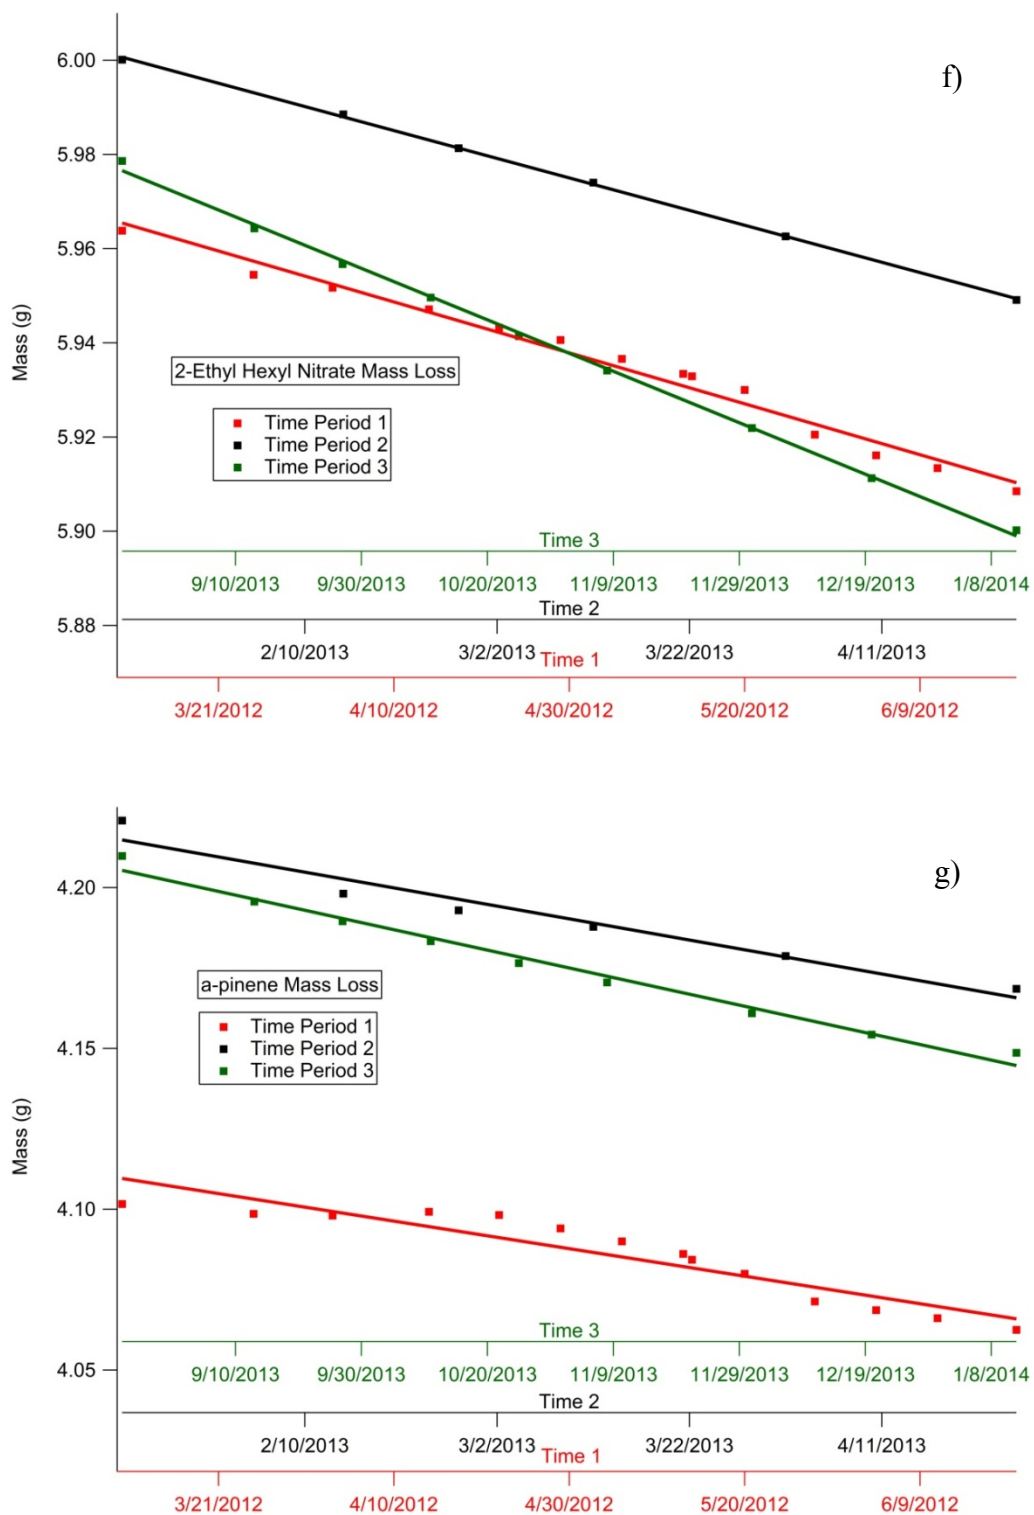 f)
6.00
5.98
5.96
5.94
5.92
5.90
5.88
Mass (g)
2-Ethyl Hexyl Nitrate Mass Loss
Time Period 1
Time Period 2
Time Period 3
Time 3
9/10/2013 9/30/2013 10/20/2013 11/9/2013 11/29/2013 12/19/2013 1/8/2014
Time 2
2/10/2013 3/2/2013 3/22/2013 4/11/2013
Time 1
3/21/2012 4/10/2012 4/30/2012 5/20/2012 6/9/2012
g)
4.20
4.15
4.10
4.05
Mass (g)
a-pinene Mass Loss
Time Period 1
Time Period 2
Time Period 3
Time 3
9/10/2013 9/30/2013 10/20/2013 11/9/2013 11/29/2013 12/19/2013 1/8/2014
Time 2
2/10/2013 3/2/2013 3/22/2013 4/11/2013
Time 1
3/21/2012 4/10/2012 4/30/2012 5/20/2012 6/9/2012